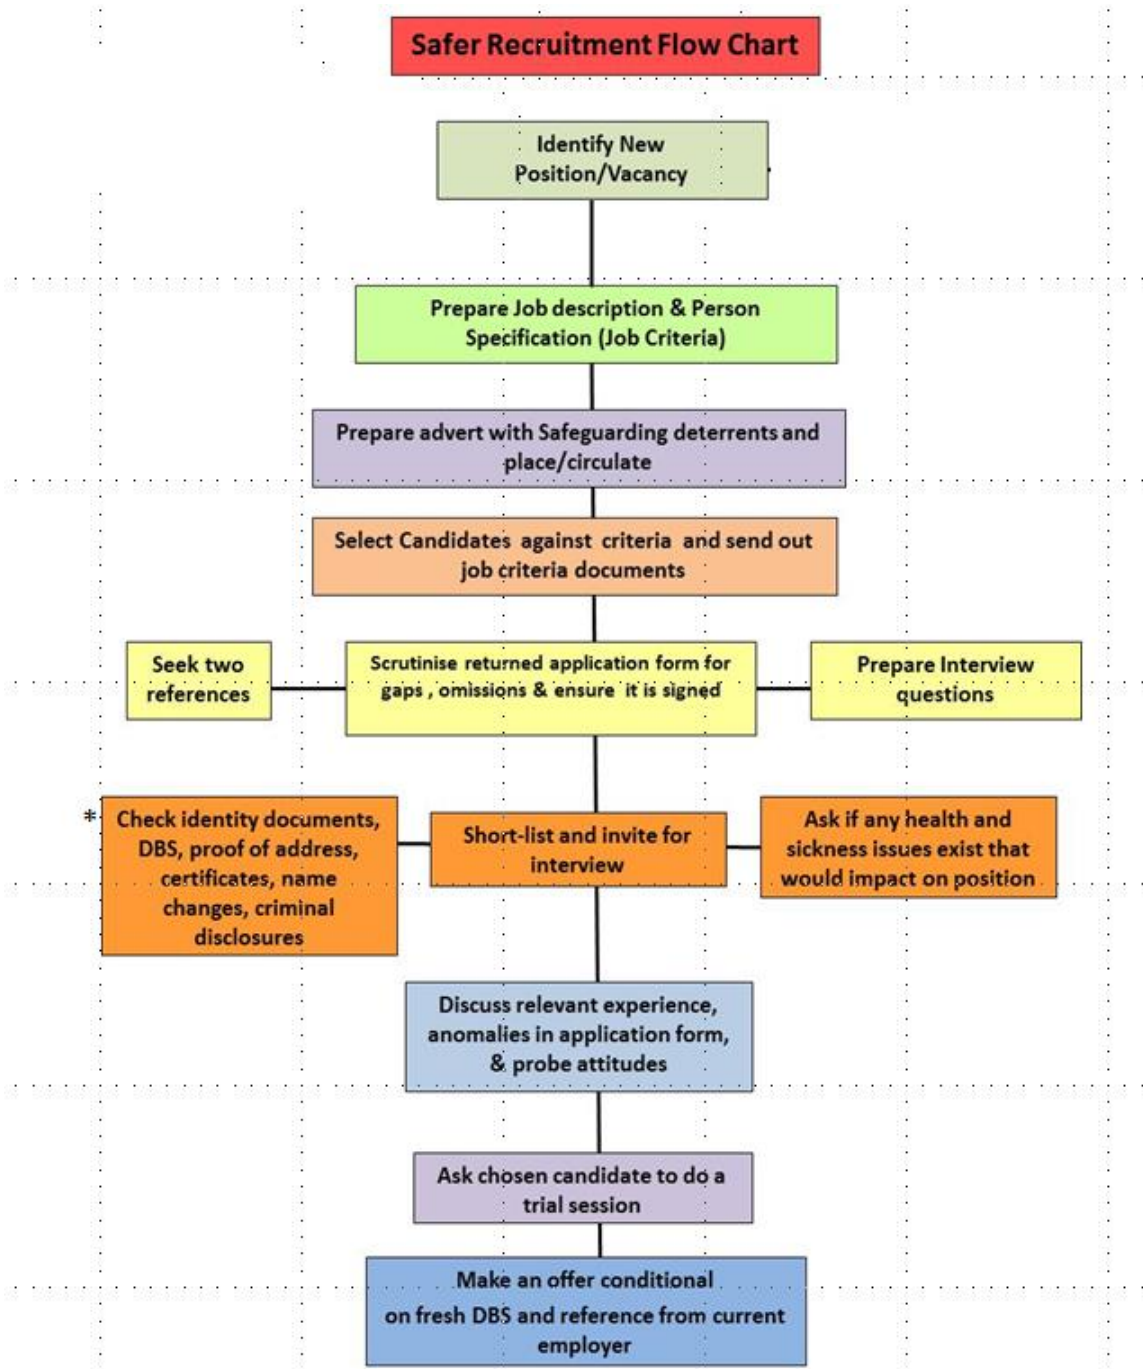 Safer Recruitment Flow Chart
Identify New
Position/Vacancy
Prepare Job description & Person
Specification (Job Criteria)
Prepare advert with Safeguarding deterrents and
place/circulate
Select Candidates against criteria and send out
job criteria documents
Seek two
references
Scrutinise returned application form for
gaps , omissions & ensure it is signed
Prepare Interview
questions
*
Check identity documents,
DBS, proof of address,
certificates, name
changes, criminal
disclosures
Short-list and invite for
interview
Ask if any health and
sickness issues exist that
would impact on position
Discuss relevant experience,
anomalies in application form,
& probe attitudes
Ask chosen candidate to do a
trial session
Make an offer conditional
on fresh DBS and reference from current
employer